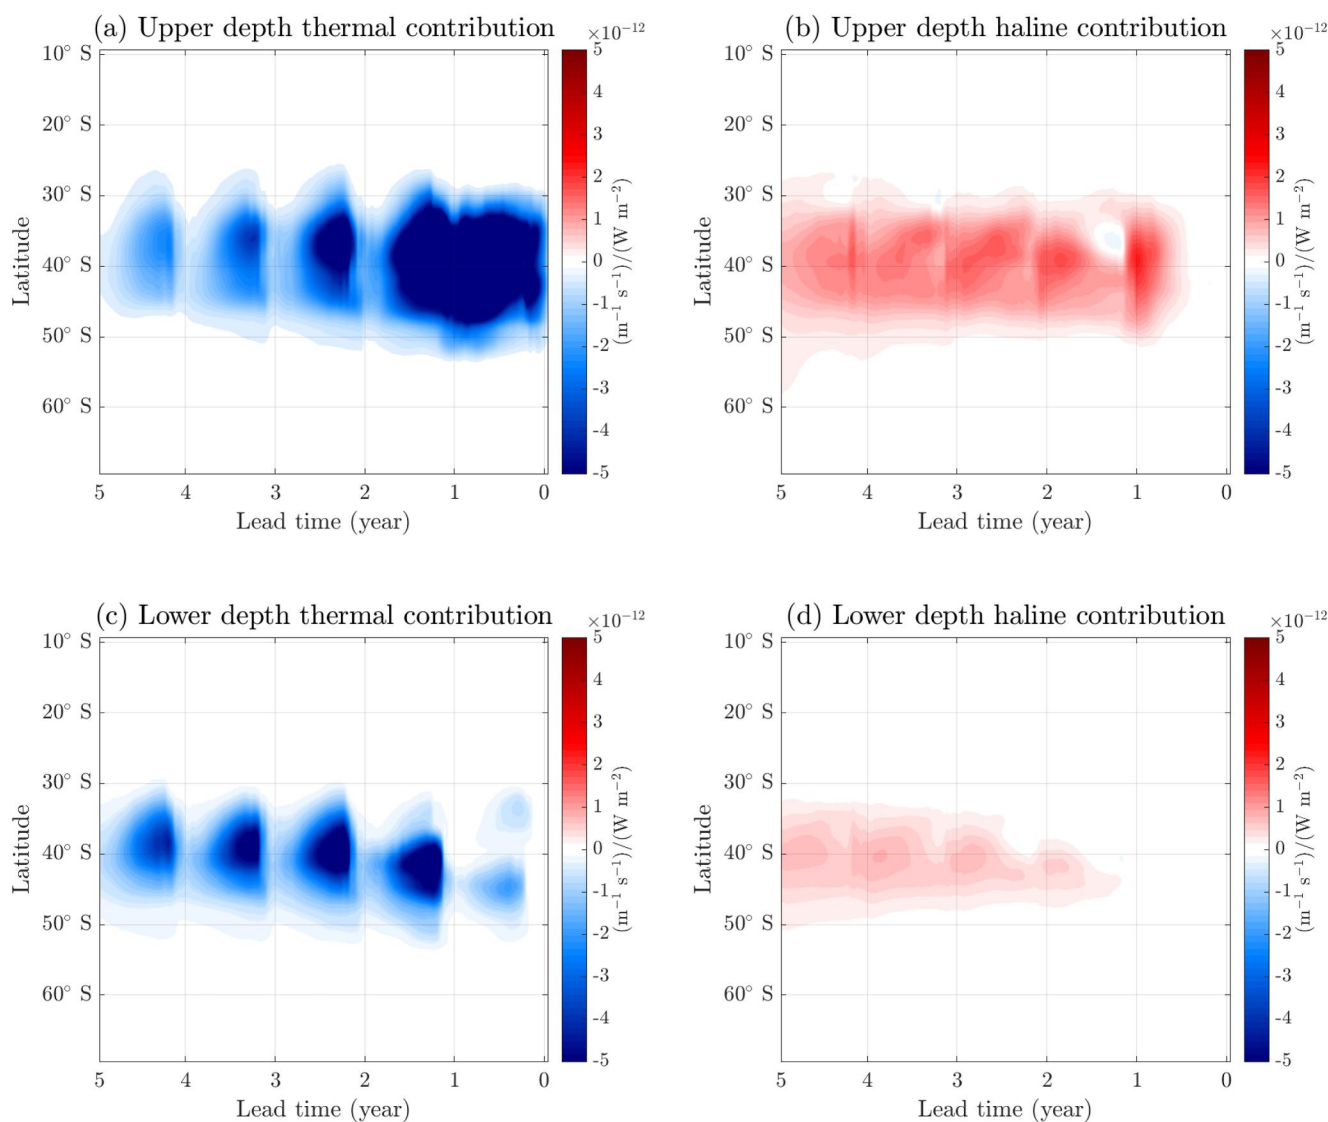 (a) Upper depth thermal contribution
×10⁻¹²
10° S
20° S
30° S
40° S
50° S
60° S
Latitude
5 4 3 2 1 0
Lead time (year)
5
4
3
2
1
0
-1
-2
-3
-4
-5
(m⁻¹ s⁻¹)/(W m⁻²)
(b) Upper depth haline contribution
×10⁻¹²
10° S
20° S
30° S
40° S
50° S
60° S
Latitude
5 4 3 2 1 0
Lead time (year)
5
4
3
2
1
0
-1
-2
-3
-4
-5
(m⁻¹ s⁻¹)/(W m⁻²)
(c) Lower depth thermal contribution
×10⁻¹²
10° S
20° S
30° S
40° S
50° S
60° S
Latitude
5 4 3 2 1 0
Lead time (year)
5
4
3
2
1
0
-1
-2
-3
-4
-5
(m⁻¹ s⁻¹)/(W m⁻²)
(d) Lower depth haline contribution
×10⁻¹²
10° S
20° S
30° S
40° S
50° S
60° S
Latitude
5 4 3 2 1 0
Lead time (year)
5
4
3
2
1
0
-1
-2
-3
-4
-5
(m⁻¹ s⁻¹)/(W m⁻²)